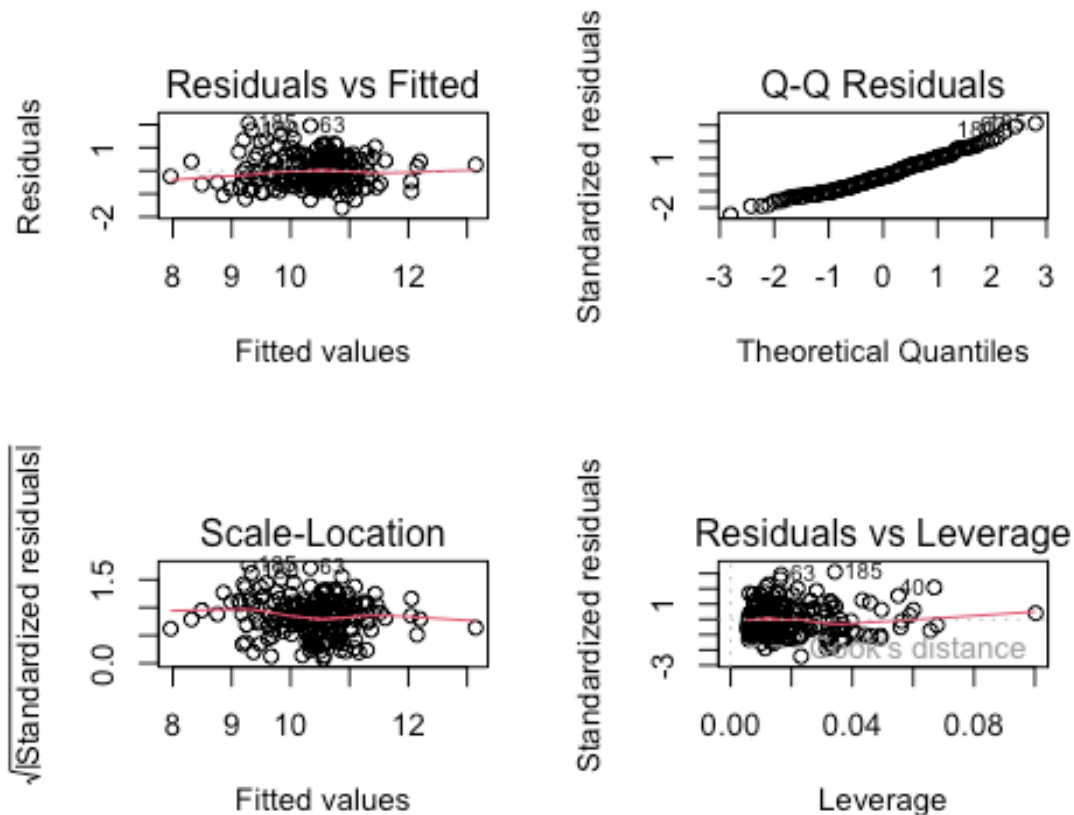 Residuals vs Fitted
Residuals
185
63
1
-2
8 9 10 12
Fitted values
Q-Q Residuals
Standardized residuals
1
-2
-3 -2 -1 0 1 2 3
Theoretical Quantiles
Scale-Location
√|Standardized residuals|
185
63
1.5
0.0
8 9 10 12
Fitted values
Residuals vs Leverage
Standardized residuals
63
185
40
1
-3
Cook's distance
0.00 0.04 0.08
Leverage